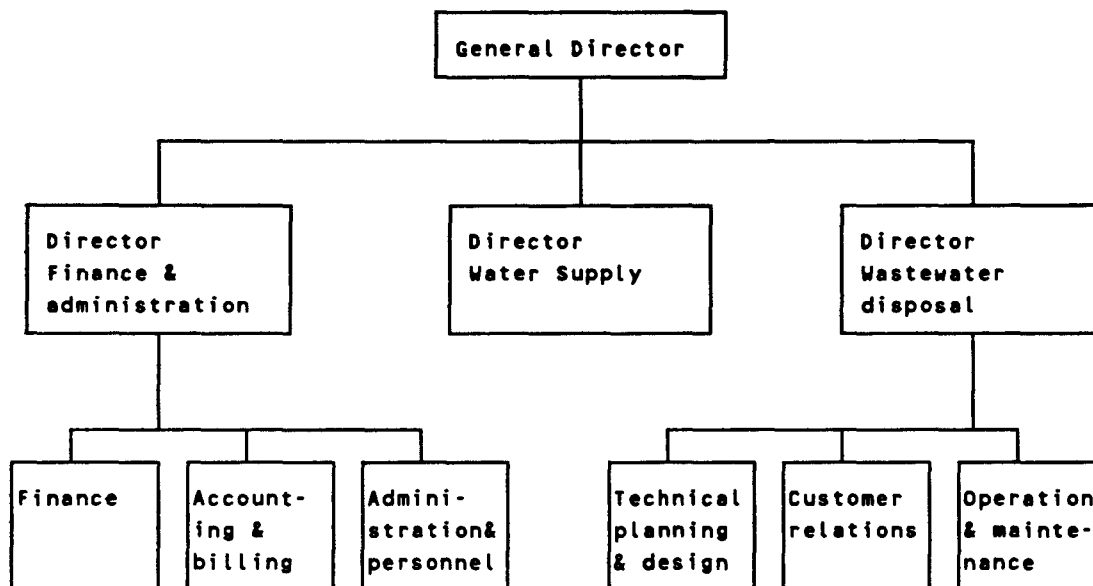 General Director
Director
Finance &
administration
Director
Water Supply
Director
Wastewater
disposal
Finance
Account-
ing &
billing
Admini-
stration&
personnel
Technical
planning
& design
Customer
relations
Operation
& mainte-
nance